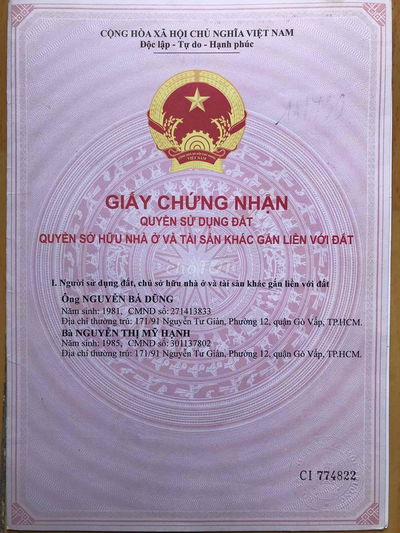 CỘNG HÒA XÃ HỘI CHỦ NGHĨA VIỆT NAM
Độc lập - Tự do - Hạnh phúc
GIẤY CHỨNG NHẬN
QUYỀN SỬ DỤNG ĐẤT
QUYỀN SỞ HỮU NHÀ Ở VÀ TÀI SẢN KHÁC GẮN LIỀN VỚI ĐẤT
I. Người sử dụng đất, chủ sở hữu nhà ở và tài sản khác gắn liền với đất
Ông NGUYỄN BÁ DŨNG
Năm sinh: 1981, CMND số: 271413833
Địa chỉ thường trú: 171/91 Nguyễn Tư Giản, Phường 12, quận Gò Vấp, TP.HCM.
Bà NGUYỄN THỊ MỸ HẠNH
Năm sinh: 1985, CMND số: 301137802
Địa chỉ thường trú: 171/91 Nguyễn Tư Giản, Phường 12, quận Gò Vấp, TP.HCM.
CI 774822